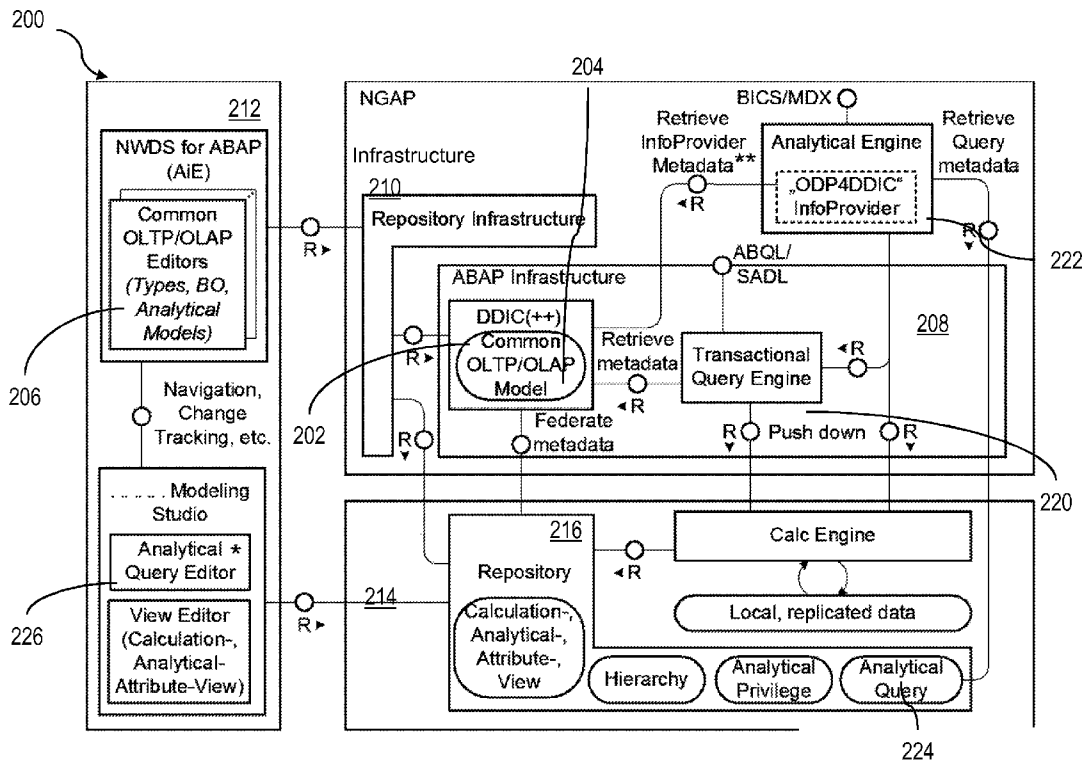 200
212
NWDS for ABAP
(AiE)
Common
OLTP/OLAP
Editors
(Types, BO,
Analytical
Models)
206
Navigation,
Change
Tracking, etc.
Modeling
Studio
Analytical *
Query Editor
226
View Editor
(Calculation-,
Analytical-
Attribute-View)
R
R
204
NGAP
Infrastructure
210
Repository Infrastructure
BICS/MDX
Retrieve
InfoProvider
Metadata**
R
Analytical Engine
„ODP4DDIC“
InfoProvider
Retrieve
Query
metadata
R
222
ABAP Infrastructure
ABQL/
SADL
208
DDIC(++)
Common
OLTP/OLAP
Model
R
202
Retrieve
metadata
R
Transactional
Query Engine
R
Federate
metadata
R
R
Push down
R
220
214
216
Repository
Calculation-,
Analytical-,
Attribute-,
View
R
Calc Engine
Local, replicated data
Hierarchy
Analytical
Privilege
Analytical
Query
224